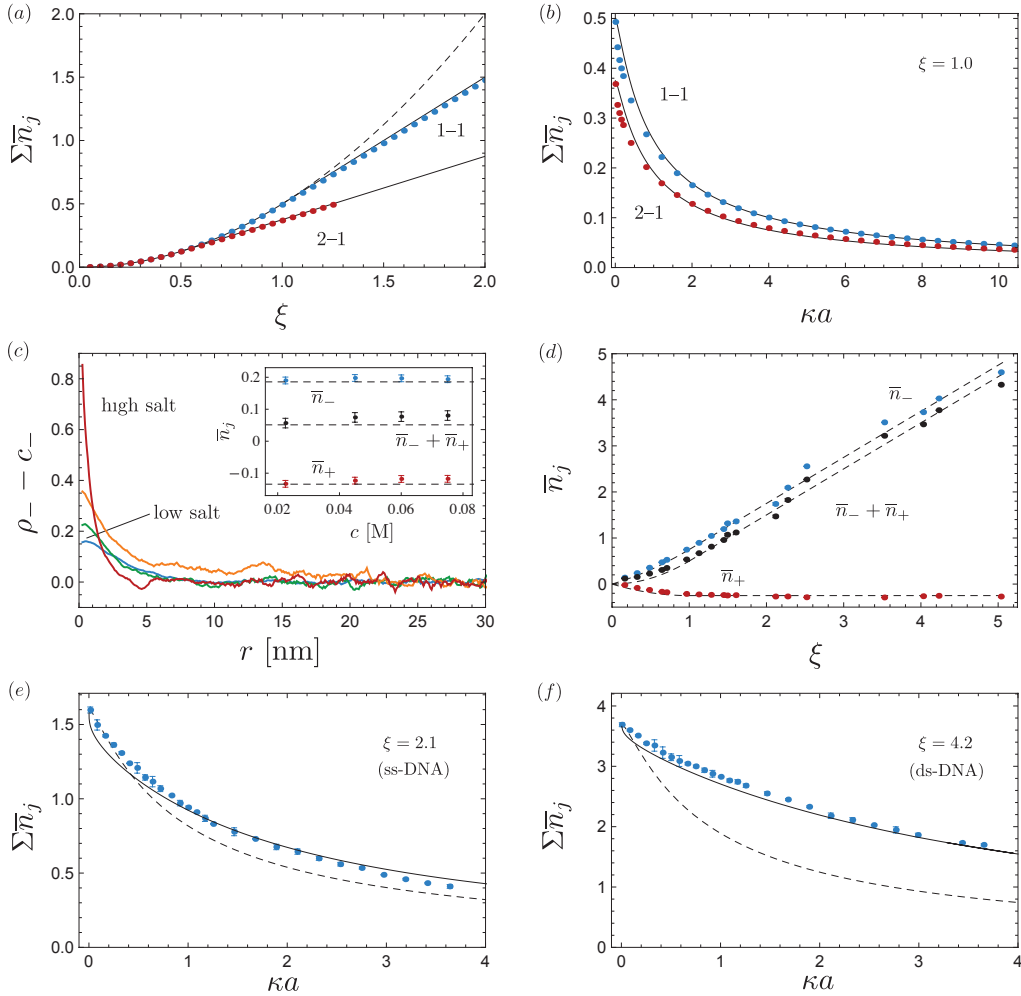 (a)
Σn̄ⱼ
2.0
1.5
1.0
0.5
0.0
1–1
2–1
0.0 0.5 1.0 1.5 2.0
ξ
(b)
Σn̄ⱼ
0.5
0.4
0.3
0.2
0.1
0.0
ξ = 1.0
1–1
2–1
0 2 4 6 8 10
κa
(c)
ρ₋ − c₋
0.8
0.6
0.4
0.2
0.0
high salt
low salt
0 5 10 15 20 25 30
r [nm]
n̄ⱼ
0.2
0.1
0
−0.1
n̄₋
n̄₋ + n̄₊
n̄₊
0.02 0.04 0.06 0.08
c [M]
(d)
n̄ⱼ
5
4
3
2
1
0
n̄₋
n̄₋ + n̄₊
n̄₊
0 1 2 3 4 5
ξ
(e)
Σn̄ⱼ
1.5
1.0
0.5
0.0
ξ = 2.1
(ss-DNA)
0 1 2 3 4
κa
(f)
Σn̄ⱼ
4
3
2
1
0
ξ = 4.2
(ds-DNA)
0 1 2 3 4
κa